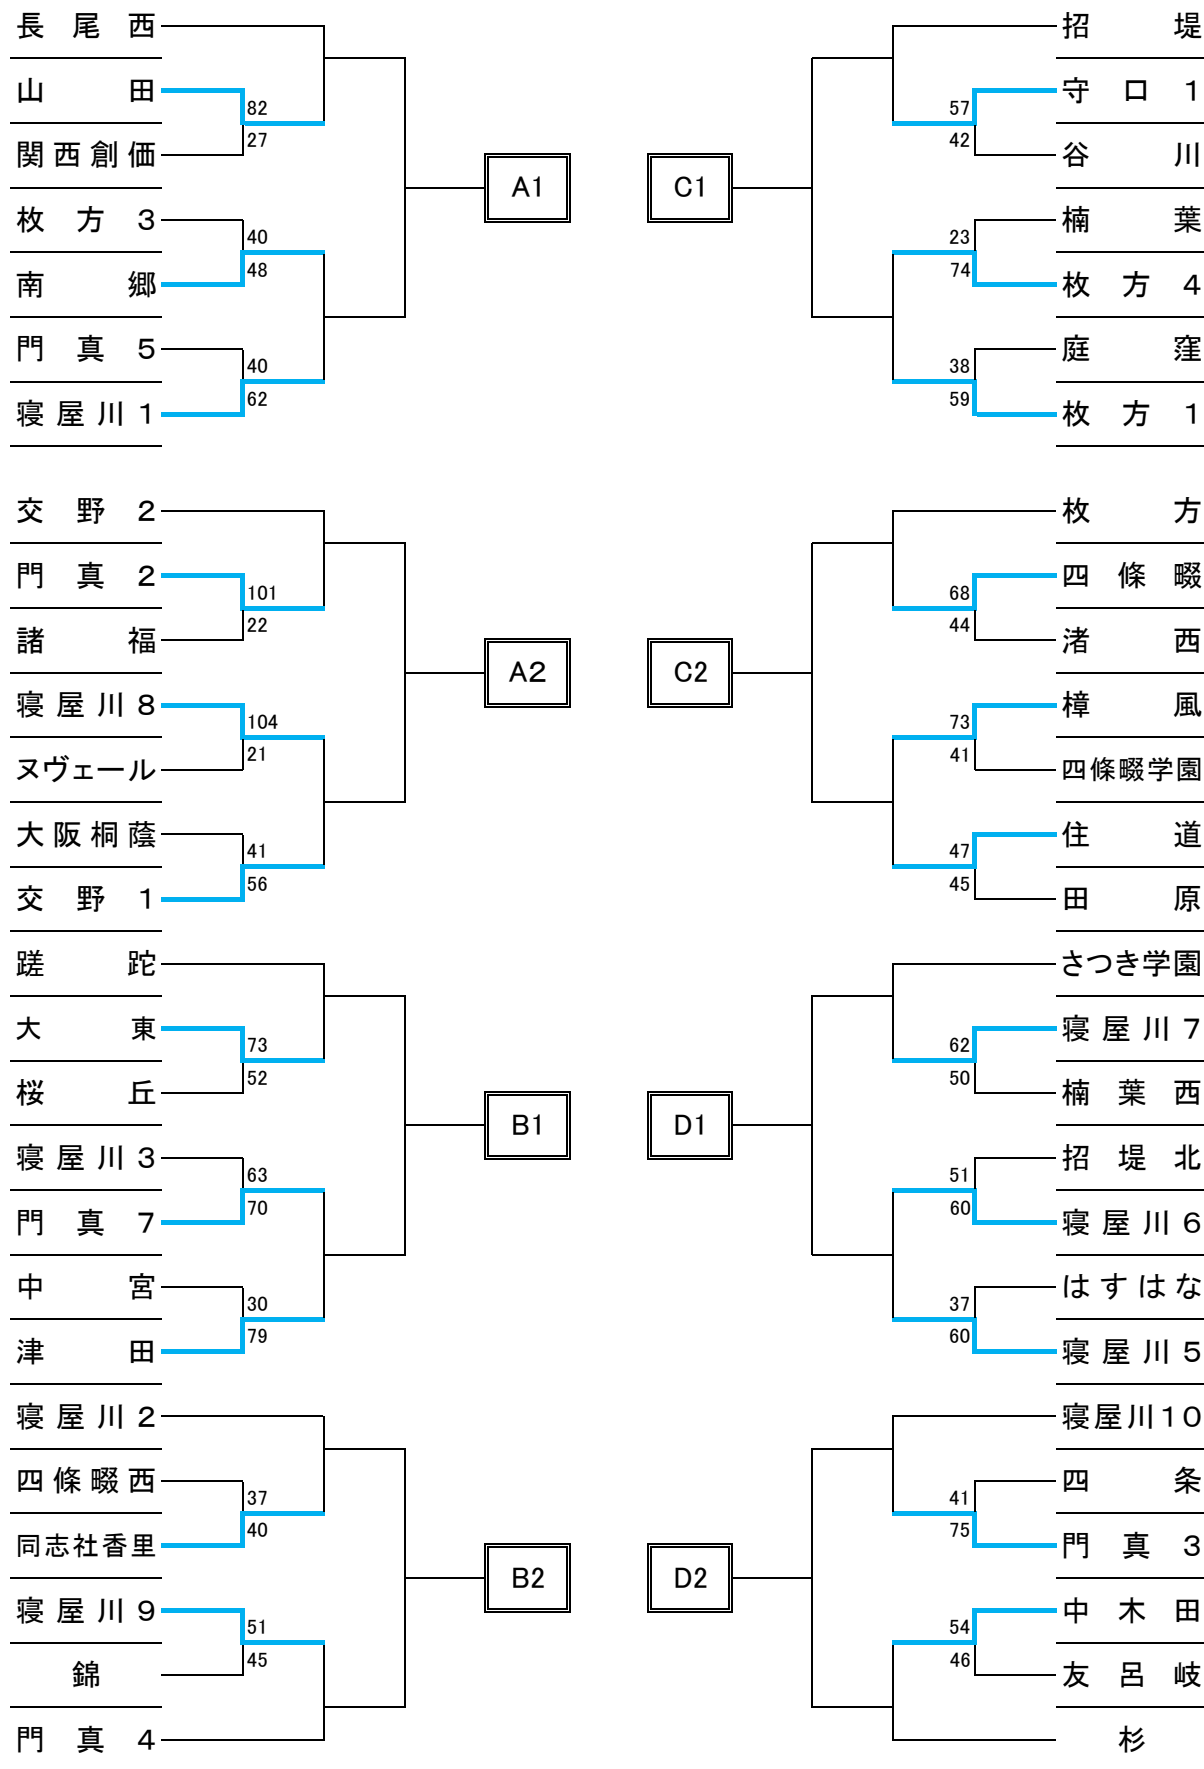 長尾西
山田
82
27
関西創価
枚方3
40
48
南郷
門真5
40
62
寝屋川1
A1
交野2
門真2
101
22
諸福
寝屋川8
104
21
ヌヴェール
大阪桐蔭
41
56
交野1
A2
蹉跎
大東
73
52
桜丘
寝屋川3
63
70
門真7
中宮
30
79
津田
B1
寝屋川2
四條畷西
37
40
同志社香里
寝屋川9
51
45
錦
門真4
B2
招堤
守口1
57
42
谷川
楠葉
23
74
枚方4
庭窪
38
59
枚方1
C1
枚方
四條畷
68
44
渚西
樟風
73
41
四條畷学園
住道
47
45
田原
C2
さつき学園
寝屋川7
62
50
楠葉西
招堤北
51
60
寝屋川6
はすはな
37
60
寝屋川5
D1
寝屋川10
四条
41
75
門真3
中木田
54
46
友呂岐
杉
D2